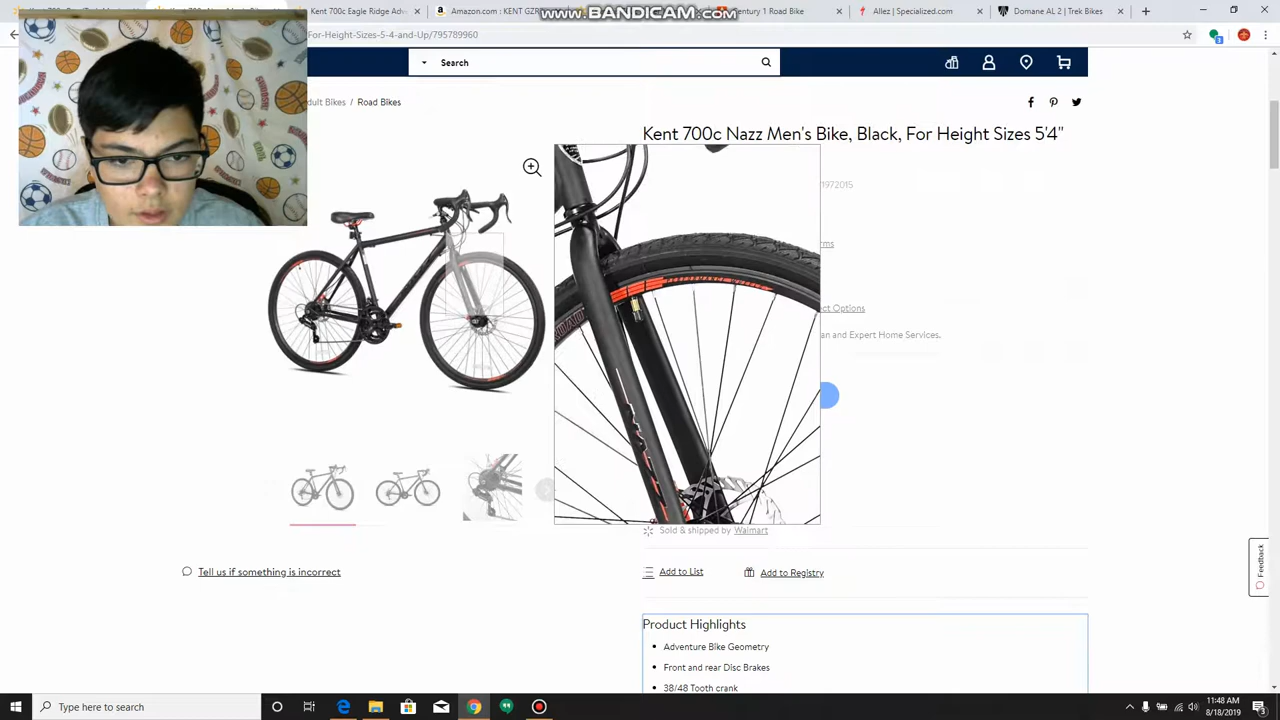 www.BANDICAM.com
Kent 700c Eagle Ridge Adv
Amazon.com : KENT GZR
Century 1 Road Bike
Allez | Specialized.com
Domane AL 2 | Trek Bikes
For-Height-Sizes-5-4-and-Up/795789960
3
Search
dult Bikes / Road Bikes
Kent 700c Nazz Men's Bike, Black, For Height Sizes 5'4"
1972015
rms
ct Options
an and Expert Home Services.
Sold & shipped by Walmart
Tell us if something is incorrect
Add to List
Add to Registry
Feedback
Product Highlights
Adventure Bike Geometry
Front and rear Disc Brakes
38/48 Tooth crank
Type here to search
11:48 AM
8/18/2019
3